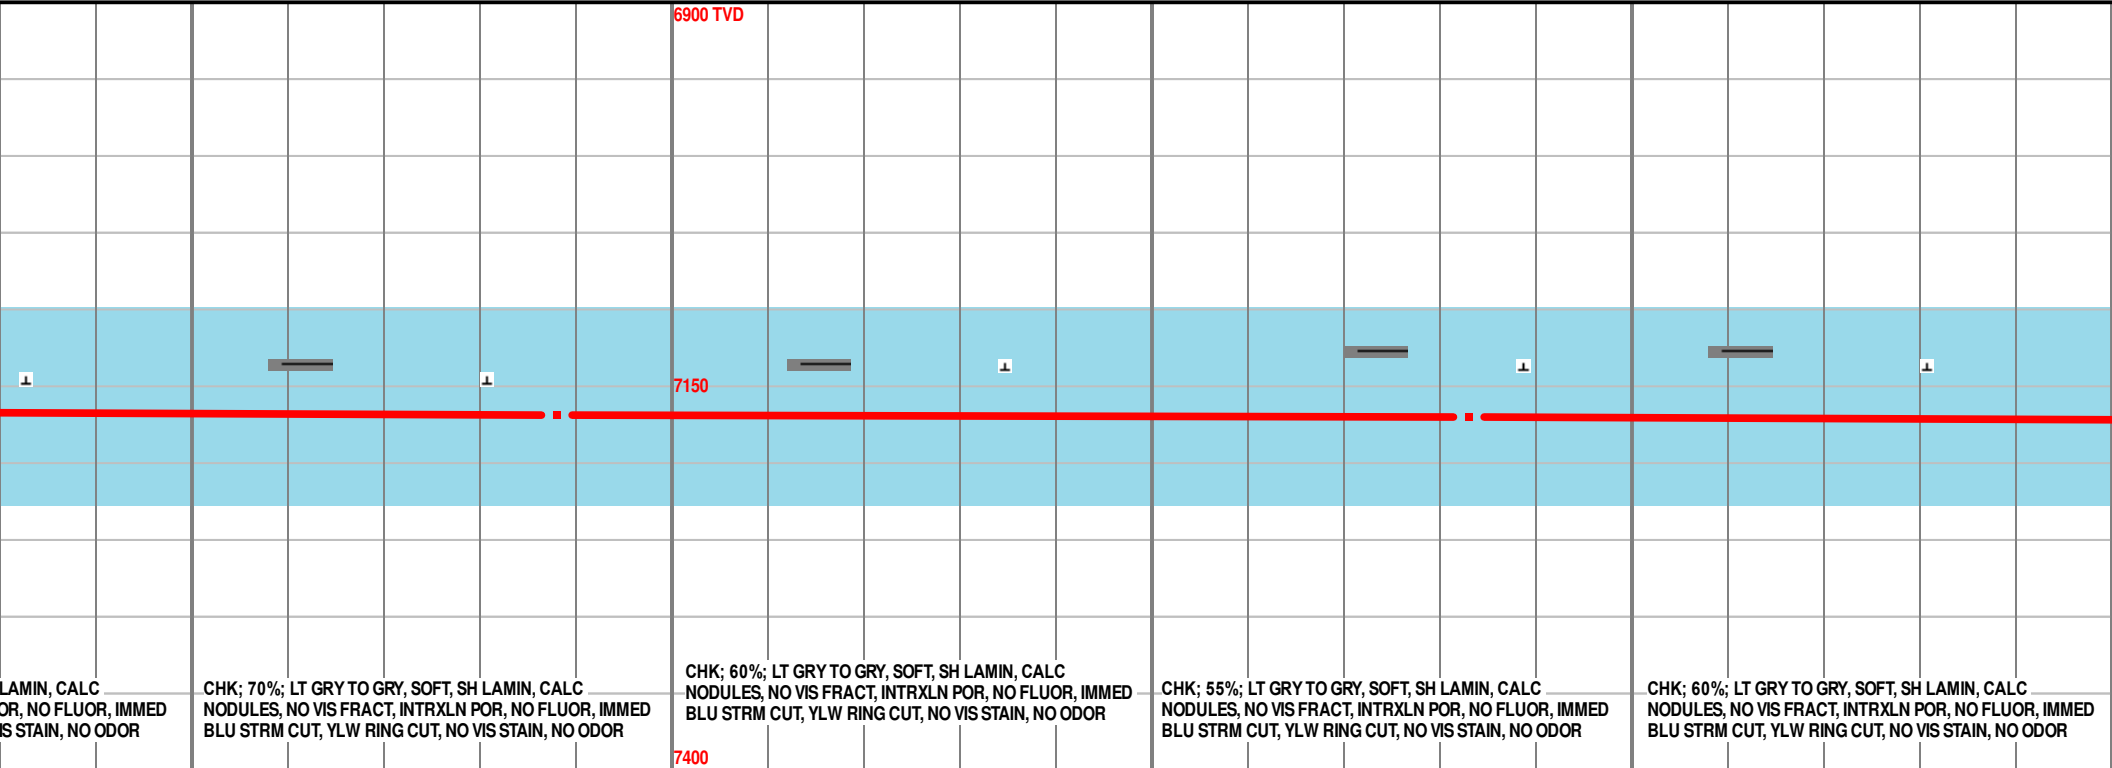 6900 TVD
7150
LAMIN, CALC
OR, NO FLUOR, IMMED
IS STAIN, NO ODOR
CHK; 70%; LT GRY TO GRY, SOFT, SH LAMIN, CALC
NODULES, NO VIS FRACT, INTRXLN POR, NO FLUOR, IMMED
BLU STRM CUT, YLW RING CUT, NO VIS STAIN, NO ODOR
CHK; 60%; LT GRY TO GRY, SOFT, SH LAMIN, CALC
NODULES, NO VIS FRACT, INTRXLN POR, NO FLUOR, IMMED
BLU STRM CUT, YLW RING CUT, NO VIS STAIN, NO ODOR
CHK; 55%; LT GRY TO GRY, SOFT, SH LAMIN, CALC
NODULES, NO VIS FRACT, INTRXLN POR, NO FLUOR, IMMED
BLU STRM CUT, YLW RING CUT, NO VIS STAIN, NO ODOR
CHK; 60%; LT GRY TO GRY, SOFT, SH LAMIN, CALC
NODULES, NO VIS FRACT, INTRXLN POR, NO FLUOR, IMMED
BLU STRM CUT, YLW RING CUT, NO VIS STAIN, NO ODOR
7400